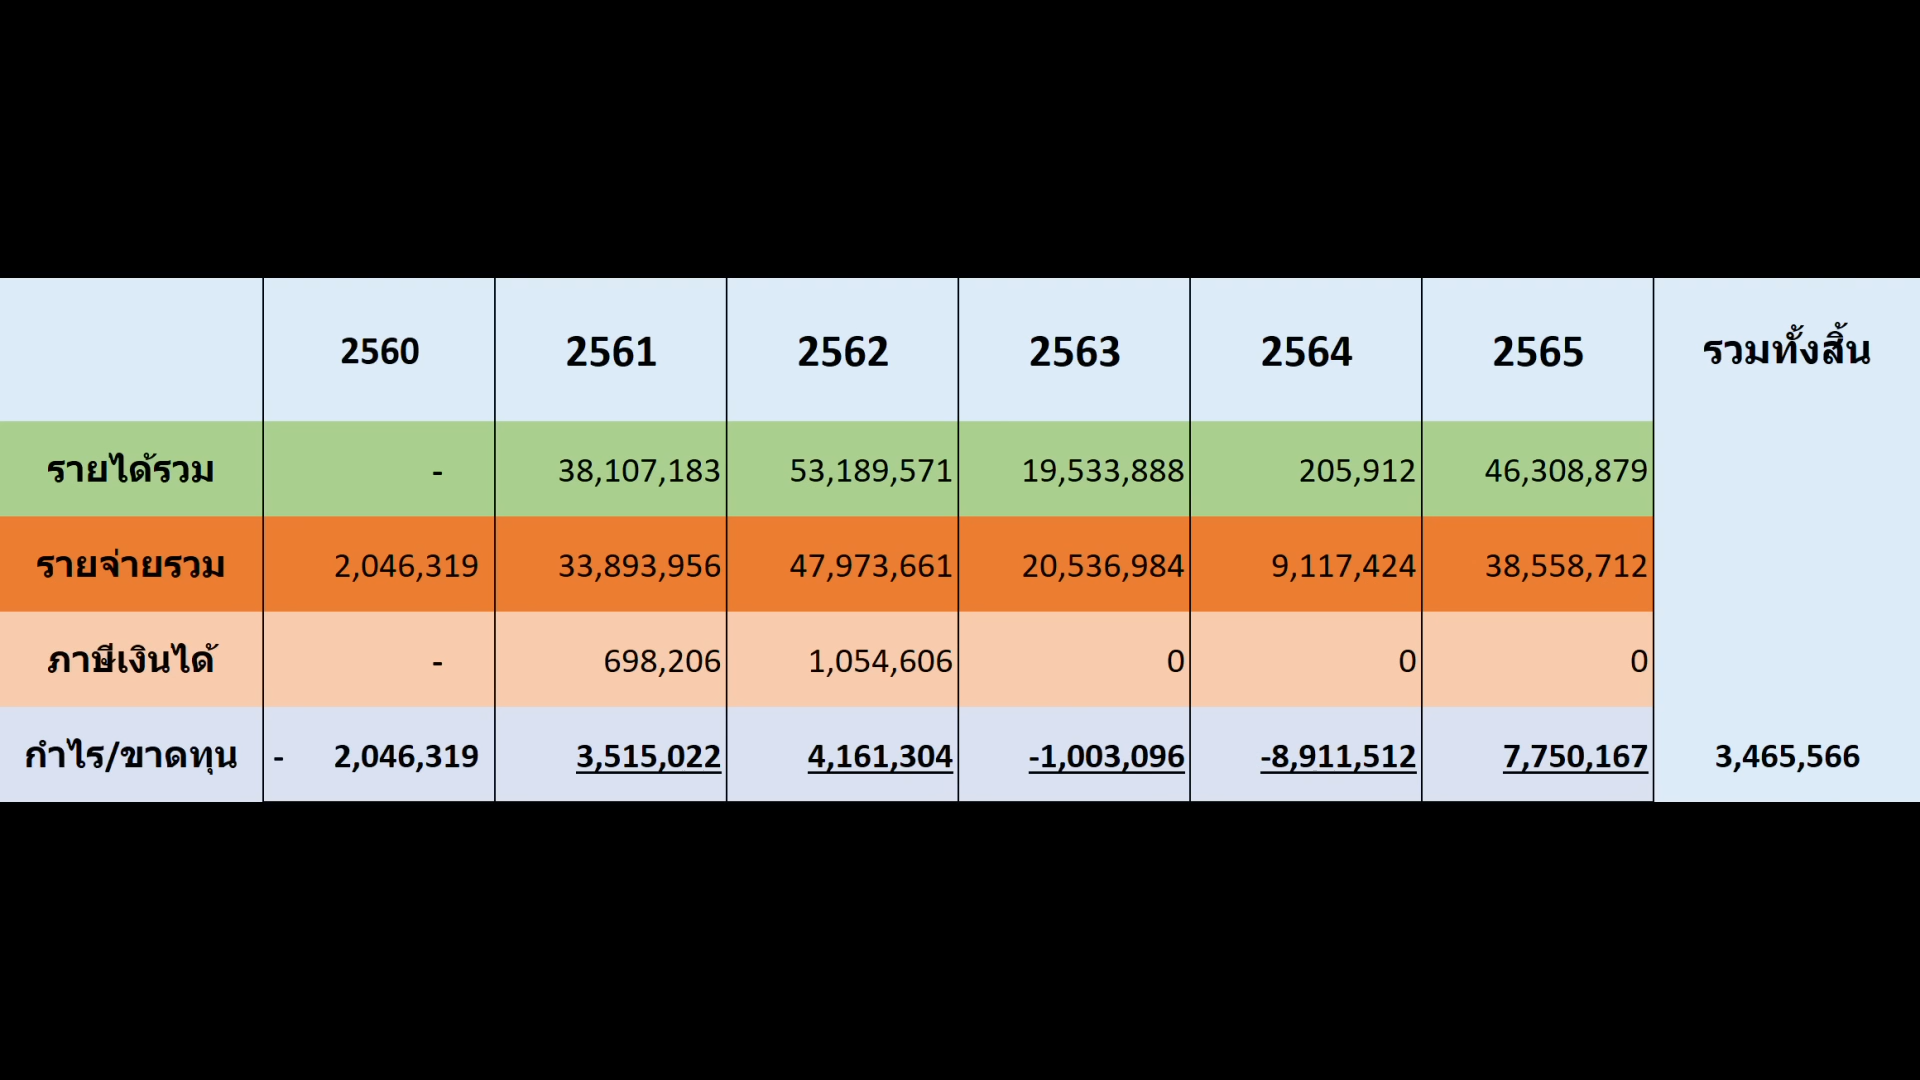 2560 2561 2562 2563 2564 2565 รวมทั้งสิ้น
รายได้รวม - 38,107,183 53,189,571 19,533,888 205,912 46,308,879
รายจ่ายรวม 2,046,319 33,893,956 47,973,661 20,536,984 9,117,424 38,558,712
ภาษีเงินได้ - 698,206 1,054,606 0 0 0
กำไร/ขาดทุน - 2,046,319 3,515,022 4,161,304 -1,003,096 -8,911,512 7,750,167 3,465,566